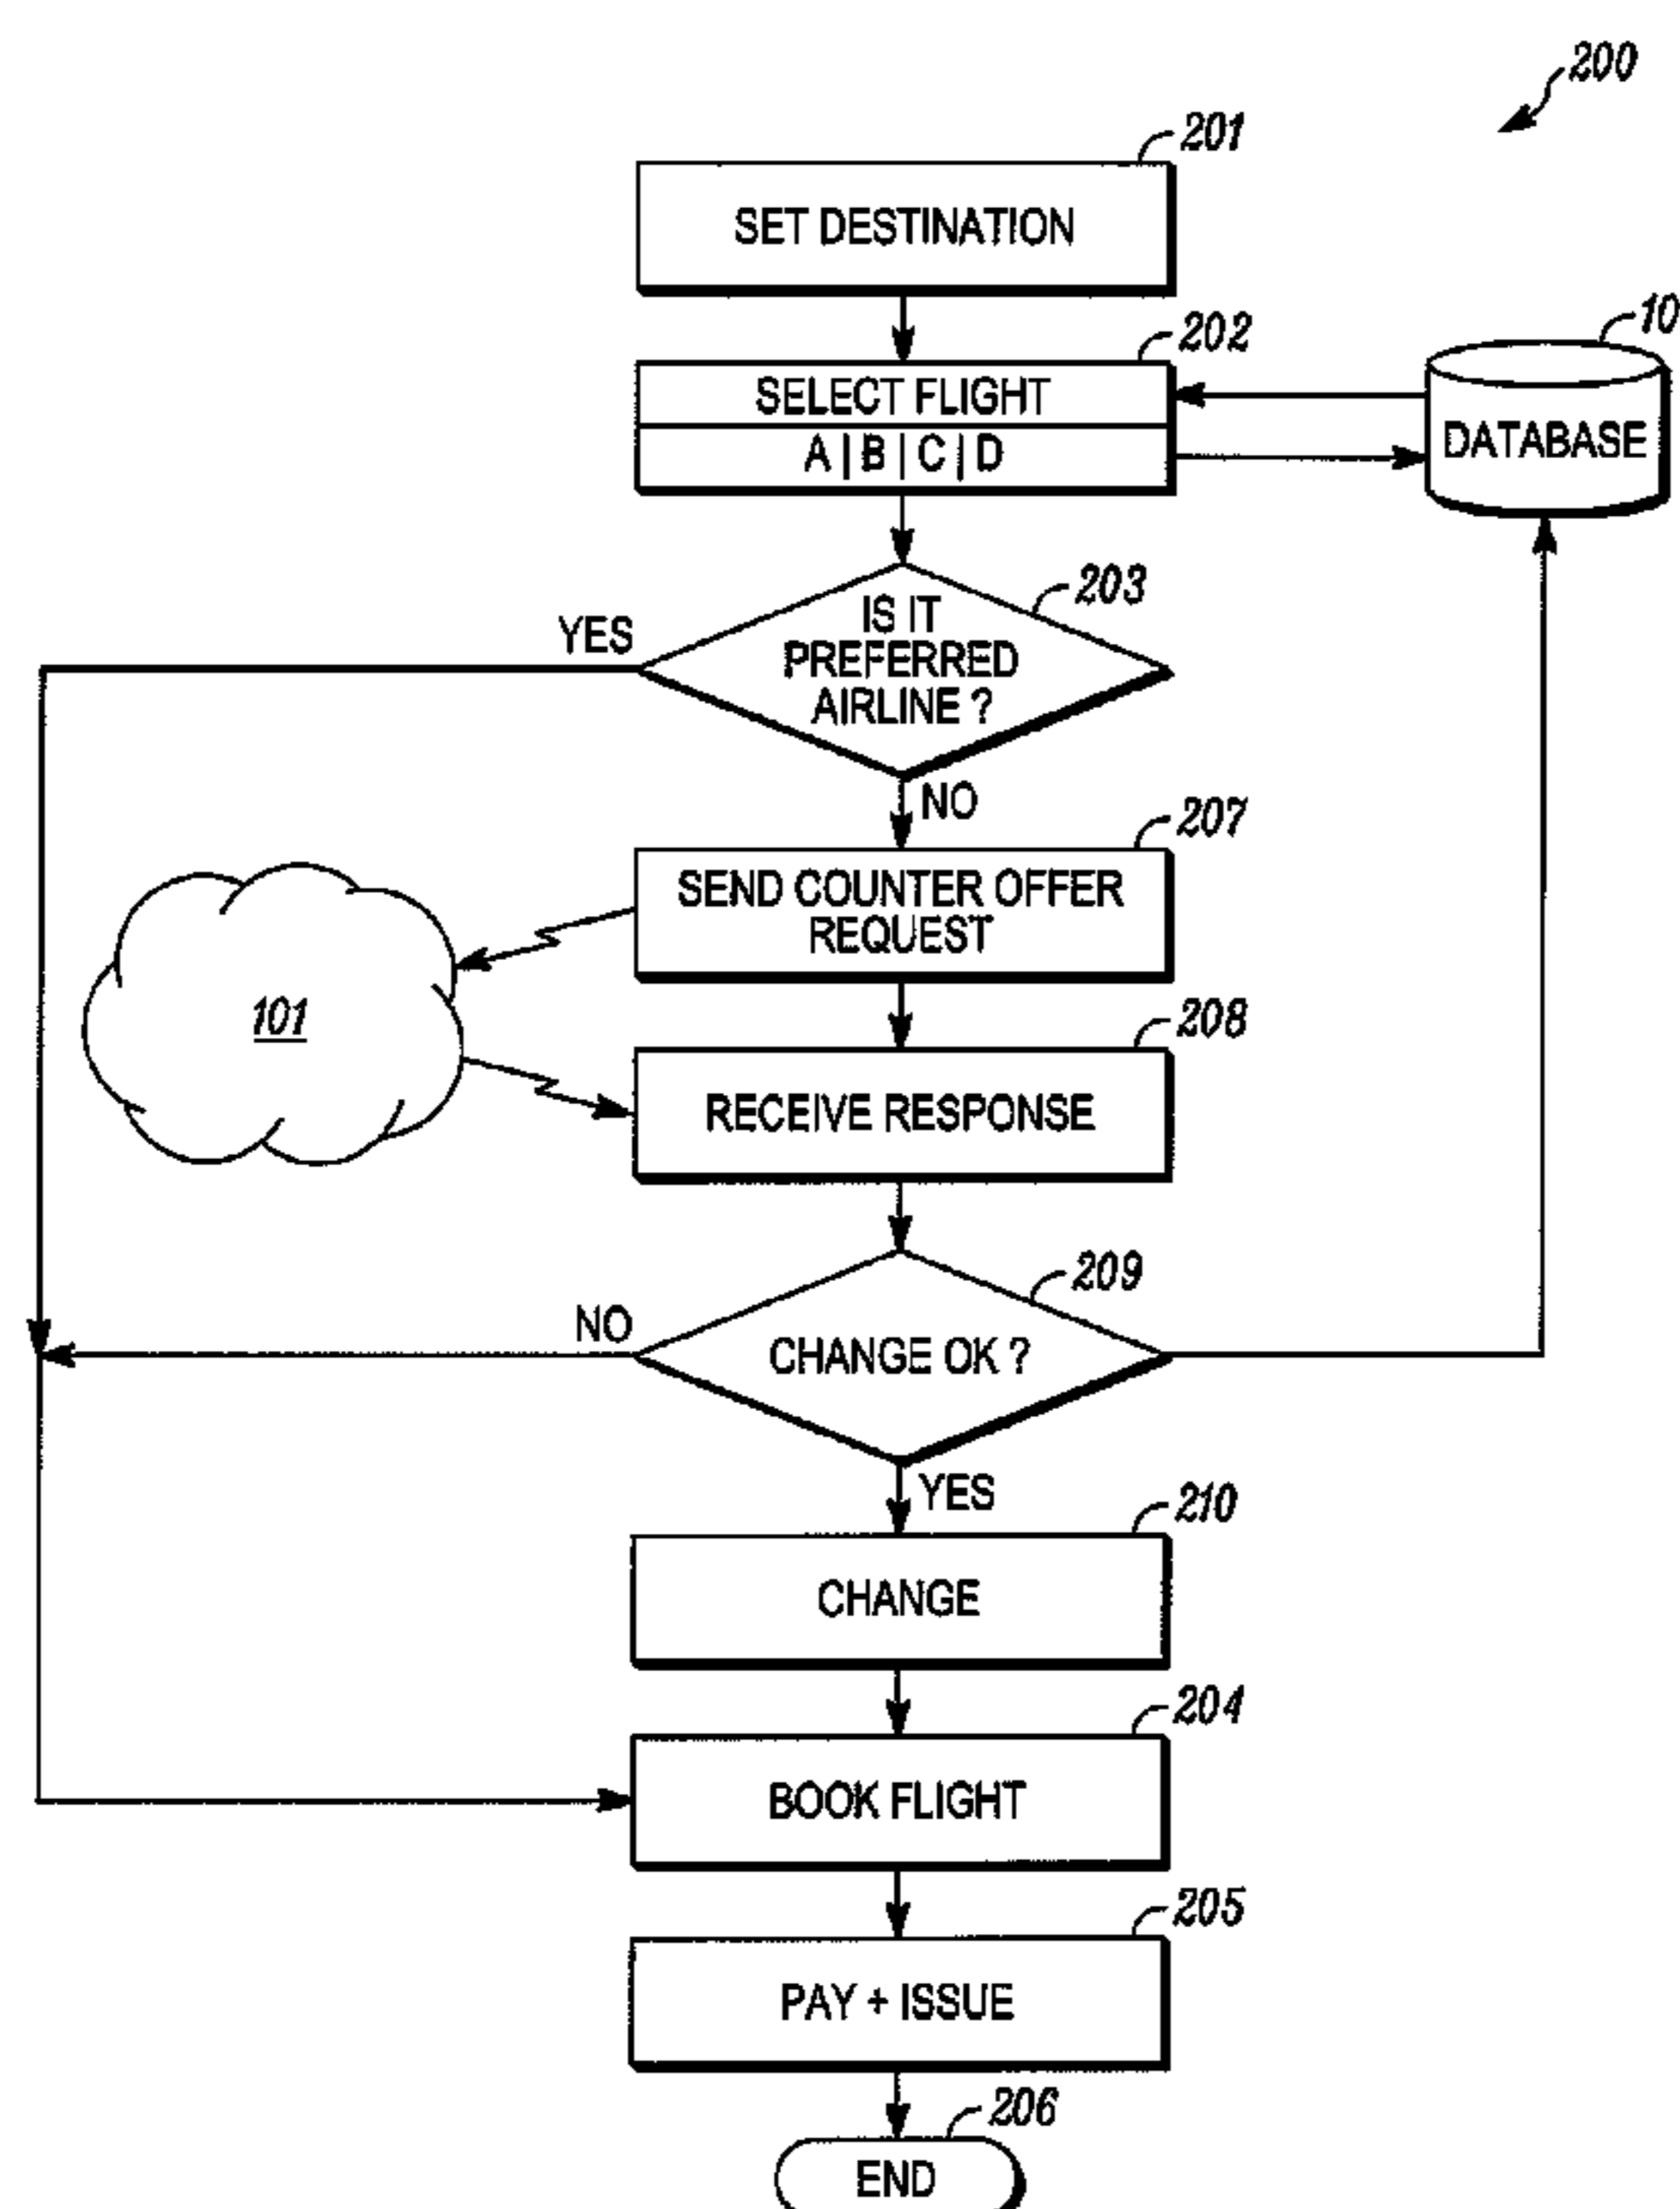 200
201
SET DESTINATION
202
SELECT FLIGHT
A | B | C | D
10
DATABASE
203
IS IT
PREFERRED
AIRLINE ?
YES
NO
207
SEND COUNTER OFFER
REQUEST
101
208
RECEIVE RESPONSE
209
CHANGE OK ?
NO
YES
210
CHANGE
204
BOOK FLIGHT
205
PAY + ISSUE
206
END